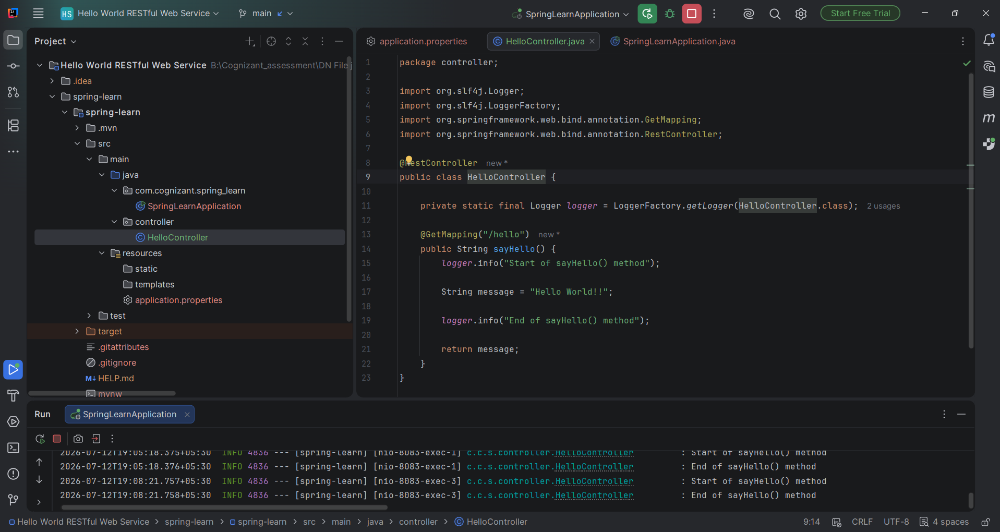 HS Hello World RESTful Web Service main SpringLearnApplication Start Free Trial
Project
Hello World RESTful Web Service B:\Cognizant_assessment\DN File
.idea
spring-learn
spring-learn
.mvn
src
main
java
com.cognizant.spring_learn
SpringLearnApplication
controller
HelloController
resources
static
templates
application.properties
test
target
.gitattributes
.gitignore
M↓ HELP.md
mvnw
application.properties HelloController.java SpringLearnApplication.java
1 package controller;
2
3 import org.slf4j.Logger;
4 import org.slf4j.LoggerFactory;
5 import org.springframework.web.bind.annotation.GetMapping;
6 import org.springframework.web.bind.annotation.RestController;
7
8 @RestController new *
9 public class HelloController {
10
11 private static final Logger logger = LoggerFactory.getLogger(HelloController.class); 2 usages
12
13 @GetMapping("/hello") new *
14 public String sayHello() {
15 logger.info("Start of sayHello() method");
16
17 String message = "Hello World!!";
18
19 logger.info("End of sayHello() method");
20
21 return message;
22 }
23 }
Run SpringLearnApplication
2026-07-12T19:05:18.375+05:30 INFO 4836 --- [spring-learn] [nio-8083-exec-1] c.c.s.controller.HelloController : Start of sayHello() method
2026-07-12T19:05:18.376+05:30 INFO 4836 --- [spring-learn] [nio-8083-exec-1] c.c.s.controller.HelloController : End of sayHello() method
2026-07-12T19:08:21.757+05:30 INFO 4836 --- [spring-learn] [nio-8083-exec-3] c.c.s.controller.HelloController : Start of sayHello() method
2026-07-12T19:08:21.758+05:30 INFO 4836 --- [spring-learn] [nio-8083-exec-3] c.c.s.controller.HelloController : End of sayHello() method
Hello World RESTful Web Service > spring-learn > spring-learn > src > main > java > controller > HelloController 9:14 CRLF UTF-8 4 spaces